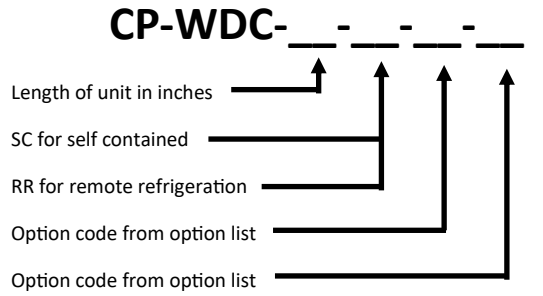 CP-WDC-__-__-__-__
Length of unit in inches
SC for self contained
RR for remote refrigeration
Option code from option list
Option code from option list